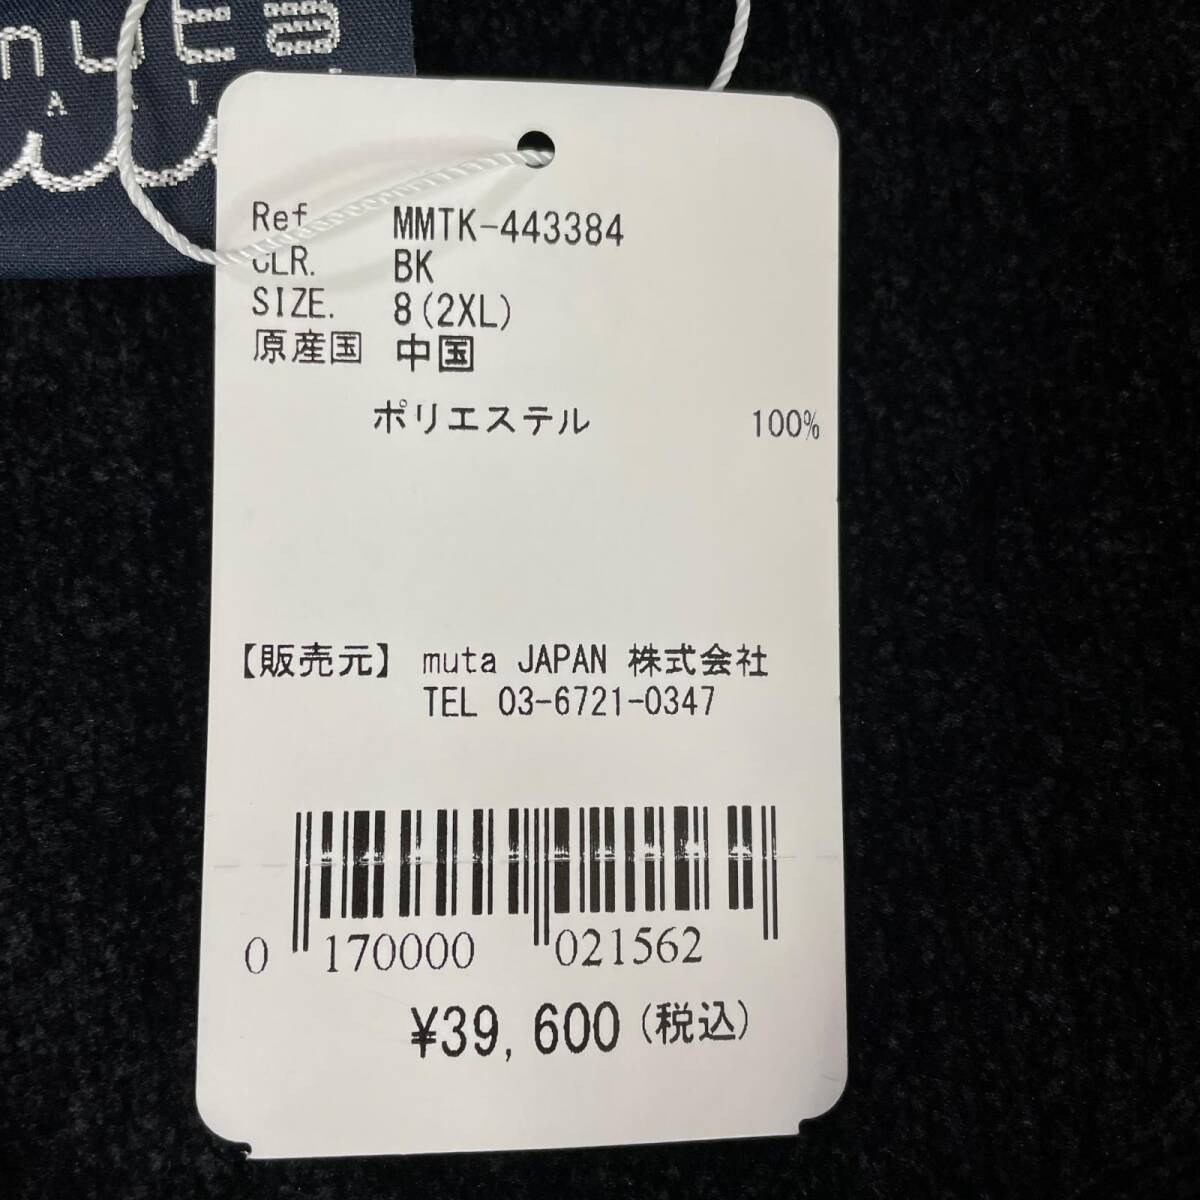 muta
Ref MMTK-443384
CLR. BK
SIZE. 8(2XL)
原産国 中国
ポリエステル 100%
【販売元】 muta JAPAN 株式会社
TEL 03-6721-0347
0 170000 021562
¥39,600(税込)